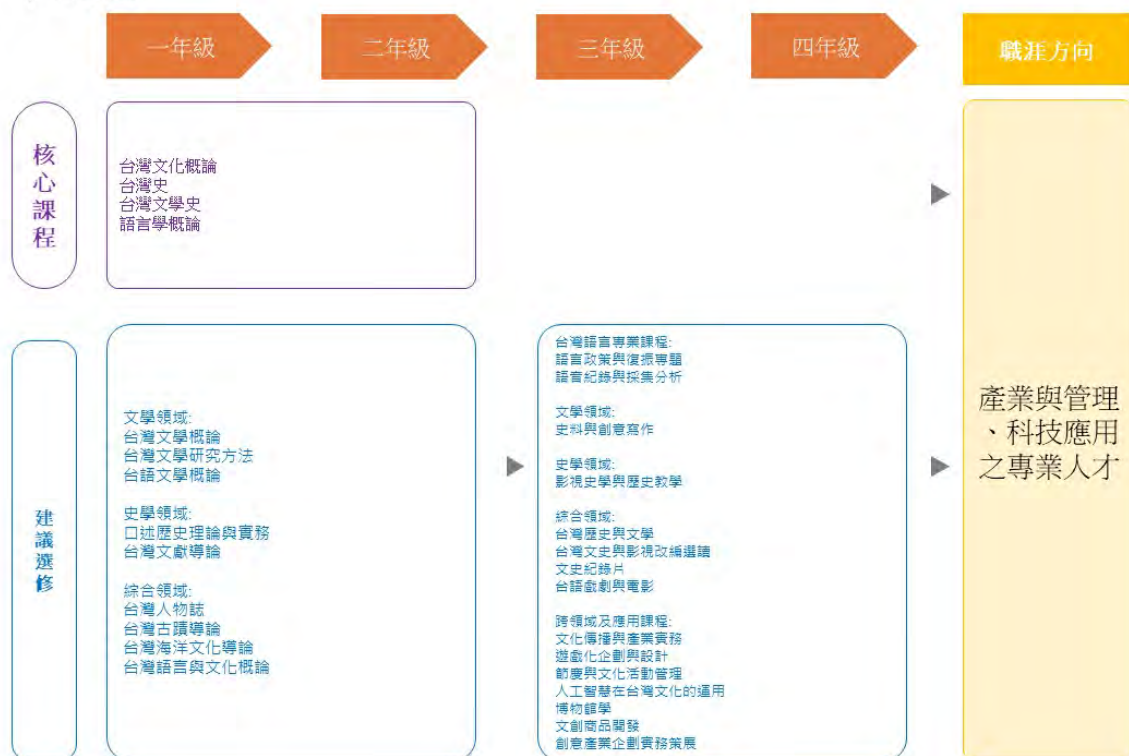 一年級
二年級
三年級
四年級
職涯方向
核心課程
台灣文化概論
台灣史
台灣文學史
語言學概論
建議選修
文學領域:
台灣文學概論
台灣文學研究方法
台語文學概論
史學領域:
口述歷史理論與實務
台灣文獻導論
綜合領域:
台灣人物誌
台灣古蹟導論
台灣海洋文化導論
台灣語言與文化概論
台灣語言專業課程:
語言政策與復振專題
語言紀錄與採集分析
文學領域:
史料與創意寫作
史學領域:
影視史學與歷史教學
綜合領域:
台灣歷史與文學
台灣文史與影視改編選讀
文史紀錄片
台語戲劇與電影
跨領域及應用課程:
文化傳播與產業實務
遊戲化企劃與設計
節慶與文化活動管理
人工智慧在台灣文化的運用
博物館學
文創商品開發
創意產業企劃實務策展
產業與管理
、科技應用
之專業人才